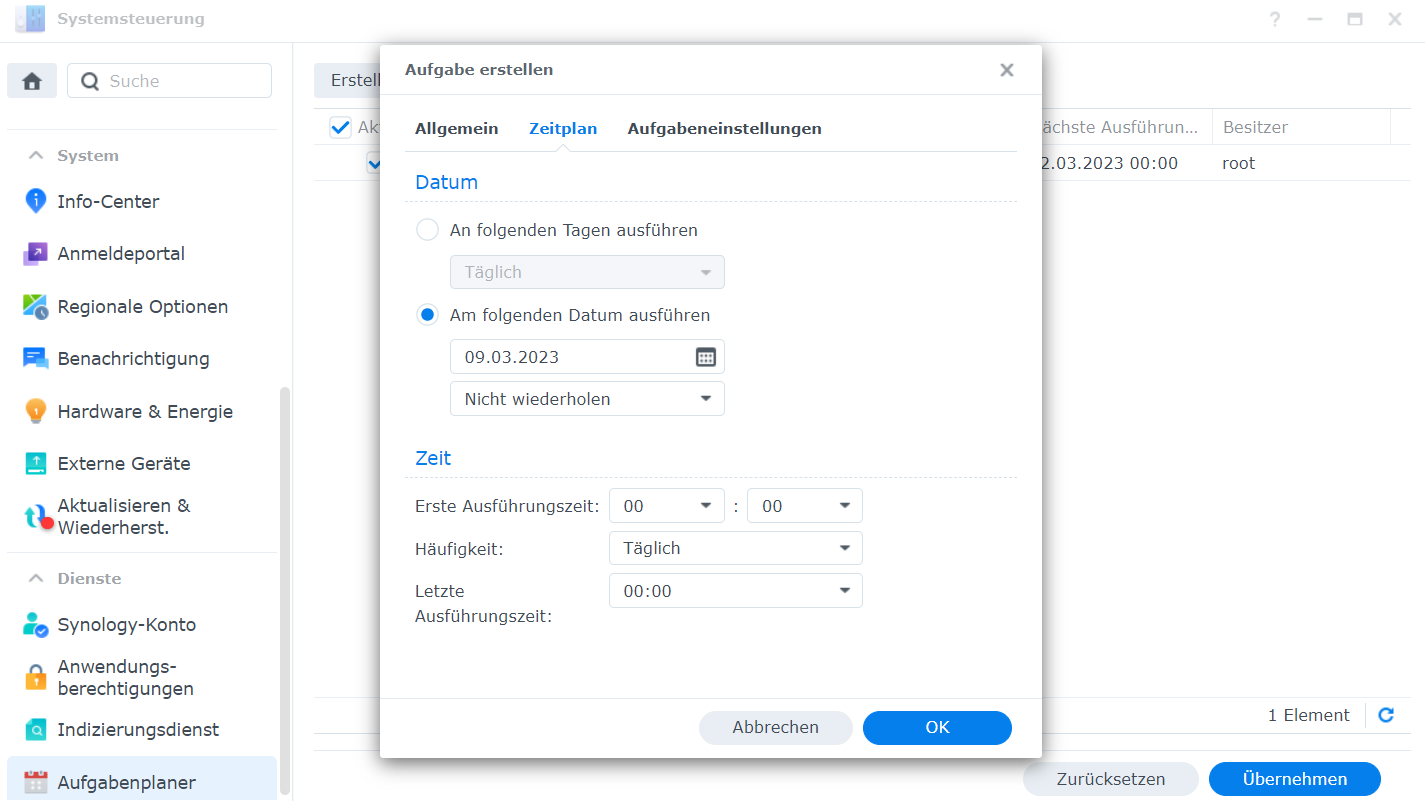 Systemsteuerung
?
Suche
System
Info-Center
Anmeldeportal
Regionale Optionen
Benachrichtigung
Hardware & Energie
Externe Geräte
Aktualisieren &
Wiederherst.
Dienste
Synology-Konto
Anwendungs-
berechtigungen
Indizierungsdienst
Aufgabenplaner
Aufgabe erstellen
Allgemein Zeitplan Aufgabeneinstellungen
Datum
An folgenden Tagen ausführen
Täglich
Am folgenden Datum ausführen
09.03.2023
Nicht wiederholen
Zeit
Erste Ausführungszeit: 00 : 00
Häufigkeit: Täglich
Letzte
Ausführungszeit: 00:00
Abbrechen OK
Ausführun... Besitzer
2.03.2023 00:00 root
1 Element
Zurücksetzen Übernehmen